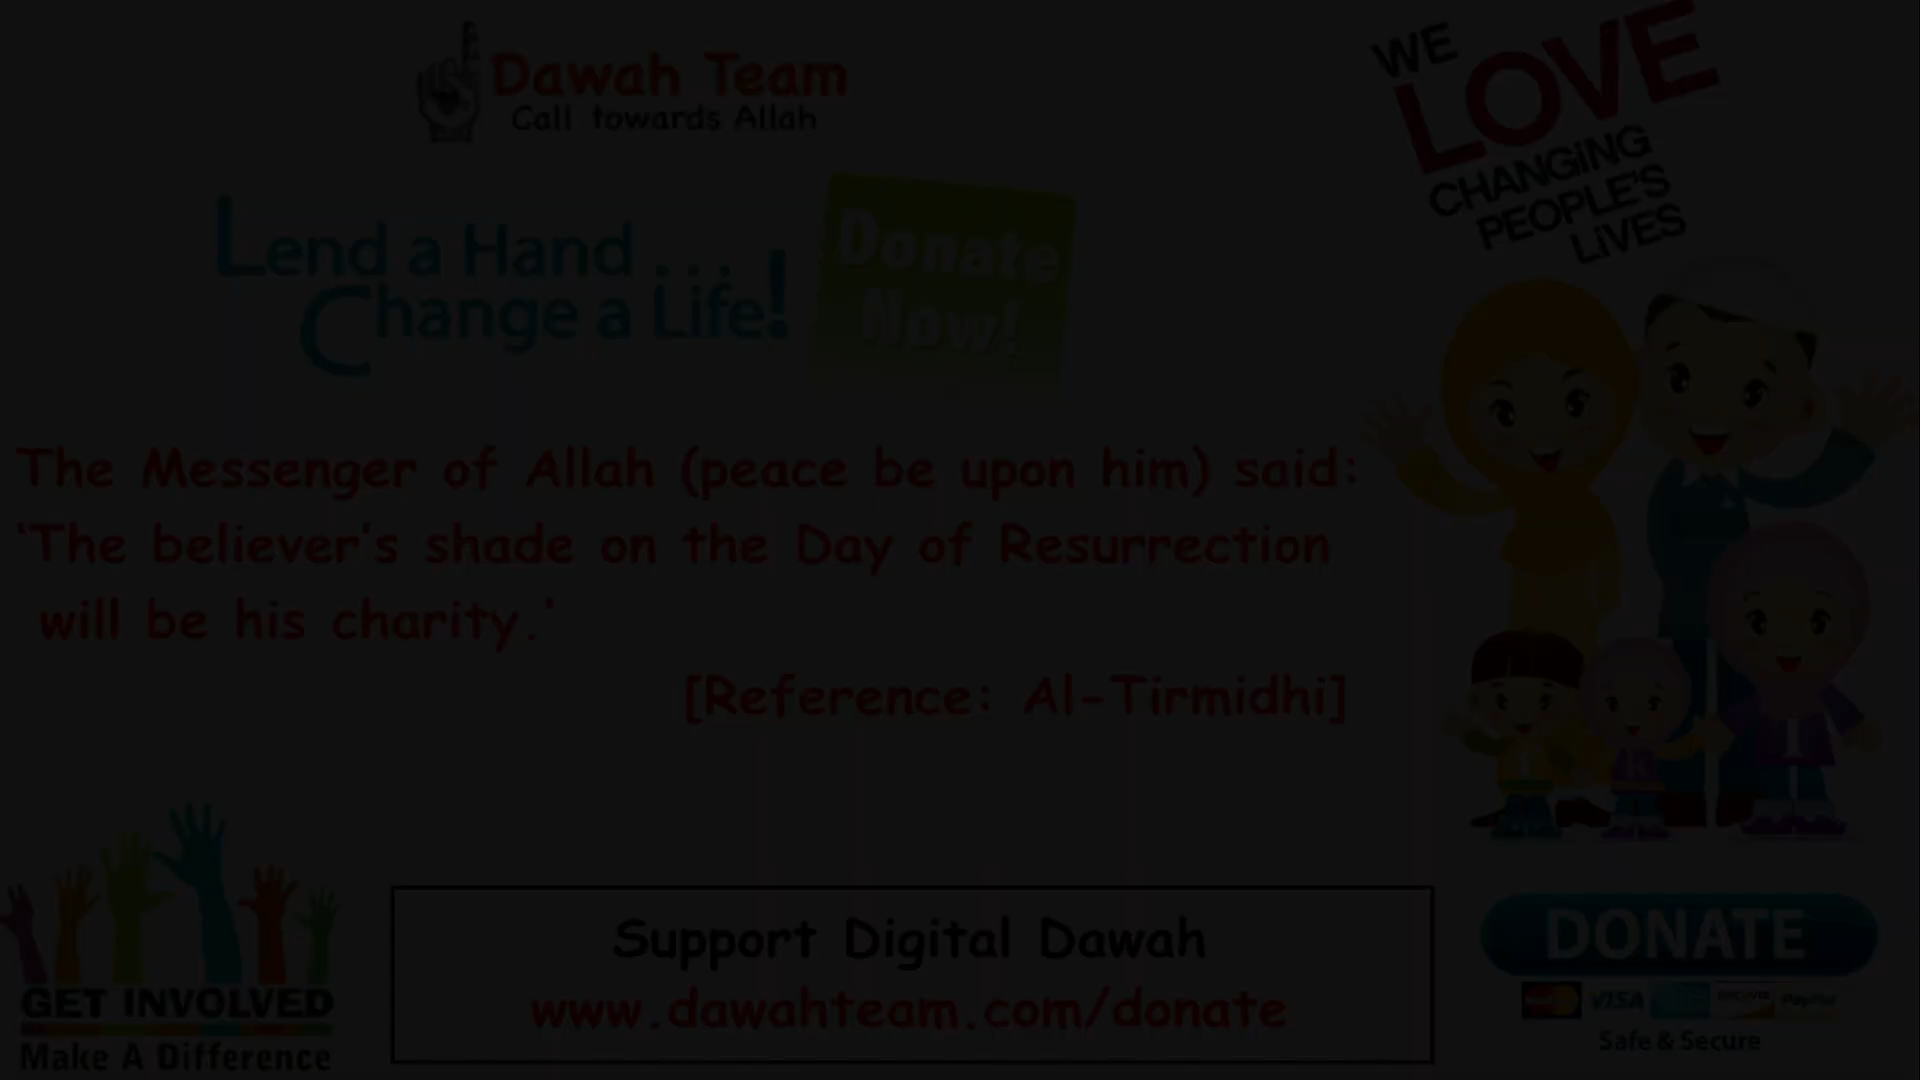 Dawah Team
Call towards Allah
WE
LOVE
CHANGiNG
PEOPLE'S
LiVES
Lend a Hand ...
Change a Life!
Donate
Now!
The Messenger of Allah (peace be upon him) said:
‘The believer’s shade on the Day of Resurrection
will be his charity.’
[Reference: Al-Tirmidhi]
GET INVOLVED
Make A Difference
Support Digital Dawah
www.dawahteam.com/donate
DONATE
VISA
DISCOVER
PayPal
Safe & Secure